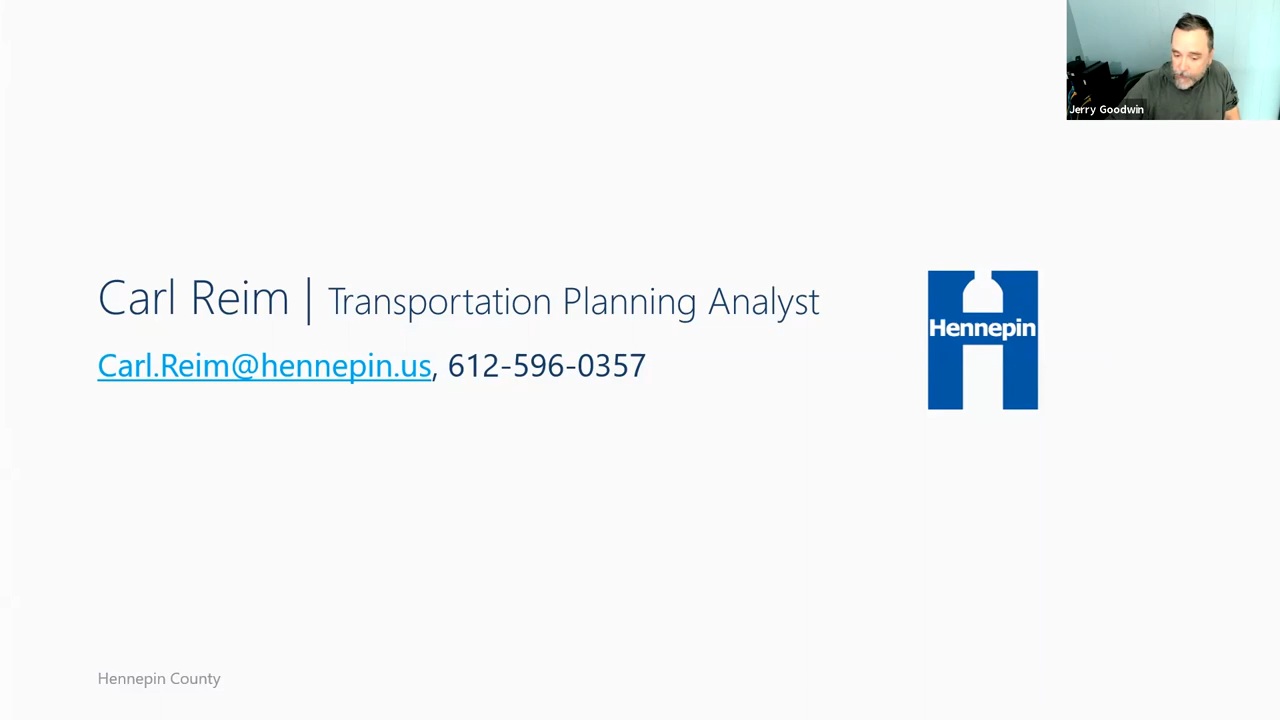 Jerry Goodwin
Carl Reim | Transportation Planning Analyst
Carl.Reim@hennepin.us, 612-596-0357
Hennepin
Hennepin County